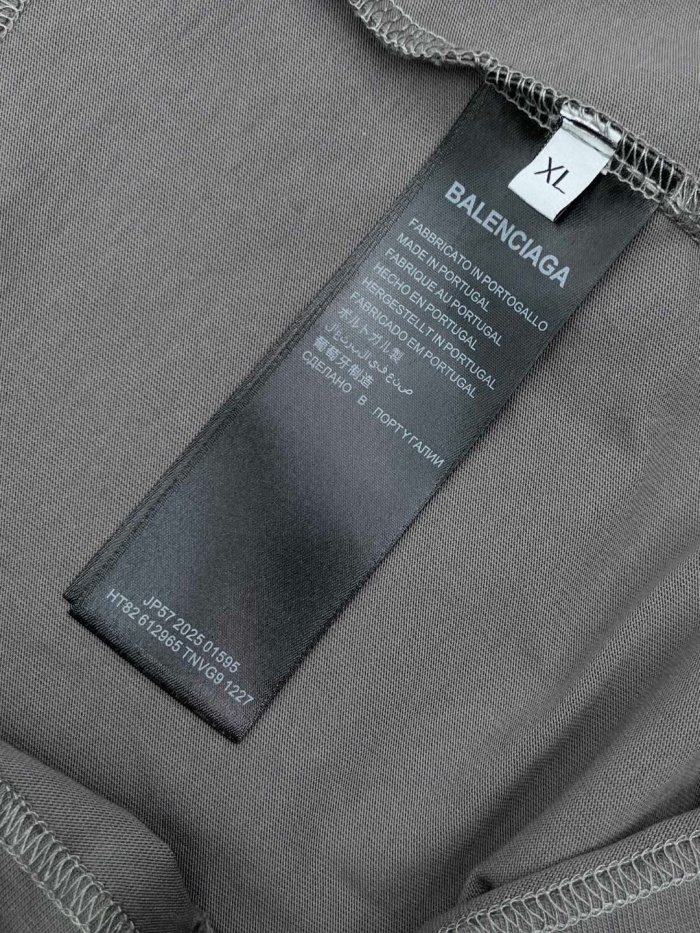 XL
BALENCIAGA
FABBRICATO IN PORTOGALLO
MADE IN PORTUGAL
FABRIQUE AU PORTUGAL
HECHO EN PORTUGAL
HERGESTELLT IN PORTUGAL
FABRICADO EM PORTUGAL
ポルトガル製
صنع في البرتغال
葡萄牙制造
СДЕЛАНО В ПОРТУГАЛИИ
JP57 2025 01595
HT82 612965 TNVG9 1227